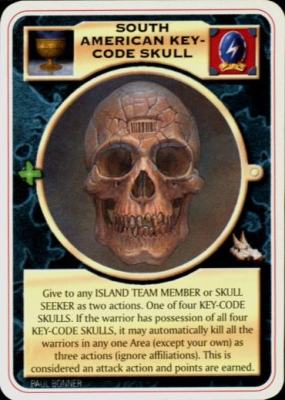 SOUTH
AMERICAN KEY-
CODE SKULL
Give to any ISLAND TEAM MEMBER or SKULL
SEEKER as two actions. One of four KEY-CODE
SKULLS. If the warrior has possession of all four
KEY-CODE SKULLS, it may automatically kill all the
warriors in any one Area (except your own) as
three actions (ignore affiliations). This is
considered an attack action and points are earned.
PAUL BONNER